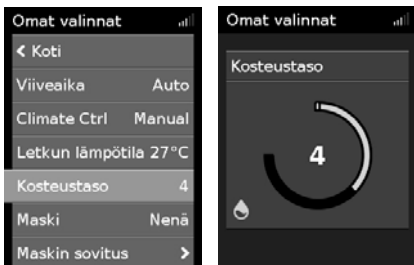 Omat valinnat
< Koti
Viiveaika Auto
Climate Ctrl Manual
Letkun lämpötila 27°C
Kosteustaso 4
Maski Nenä
Maskin sovitus >
Omat valinnat
Kosteustaso
4